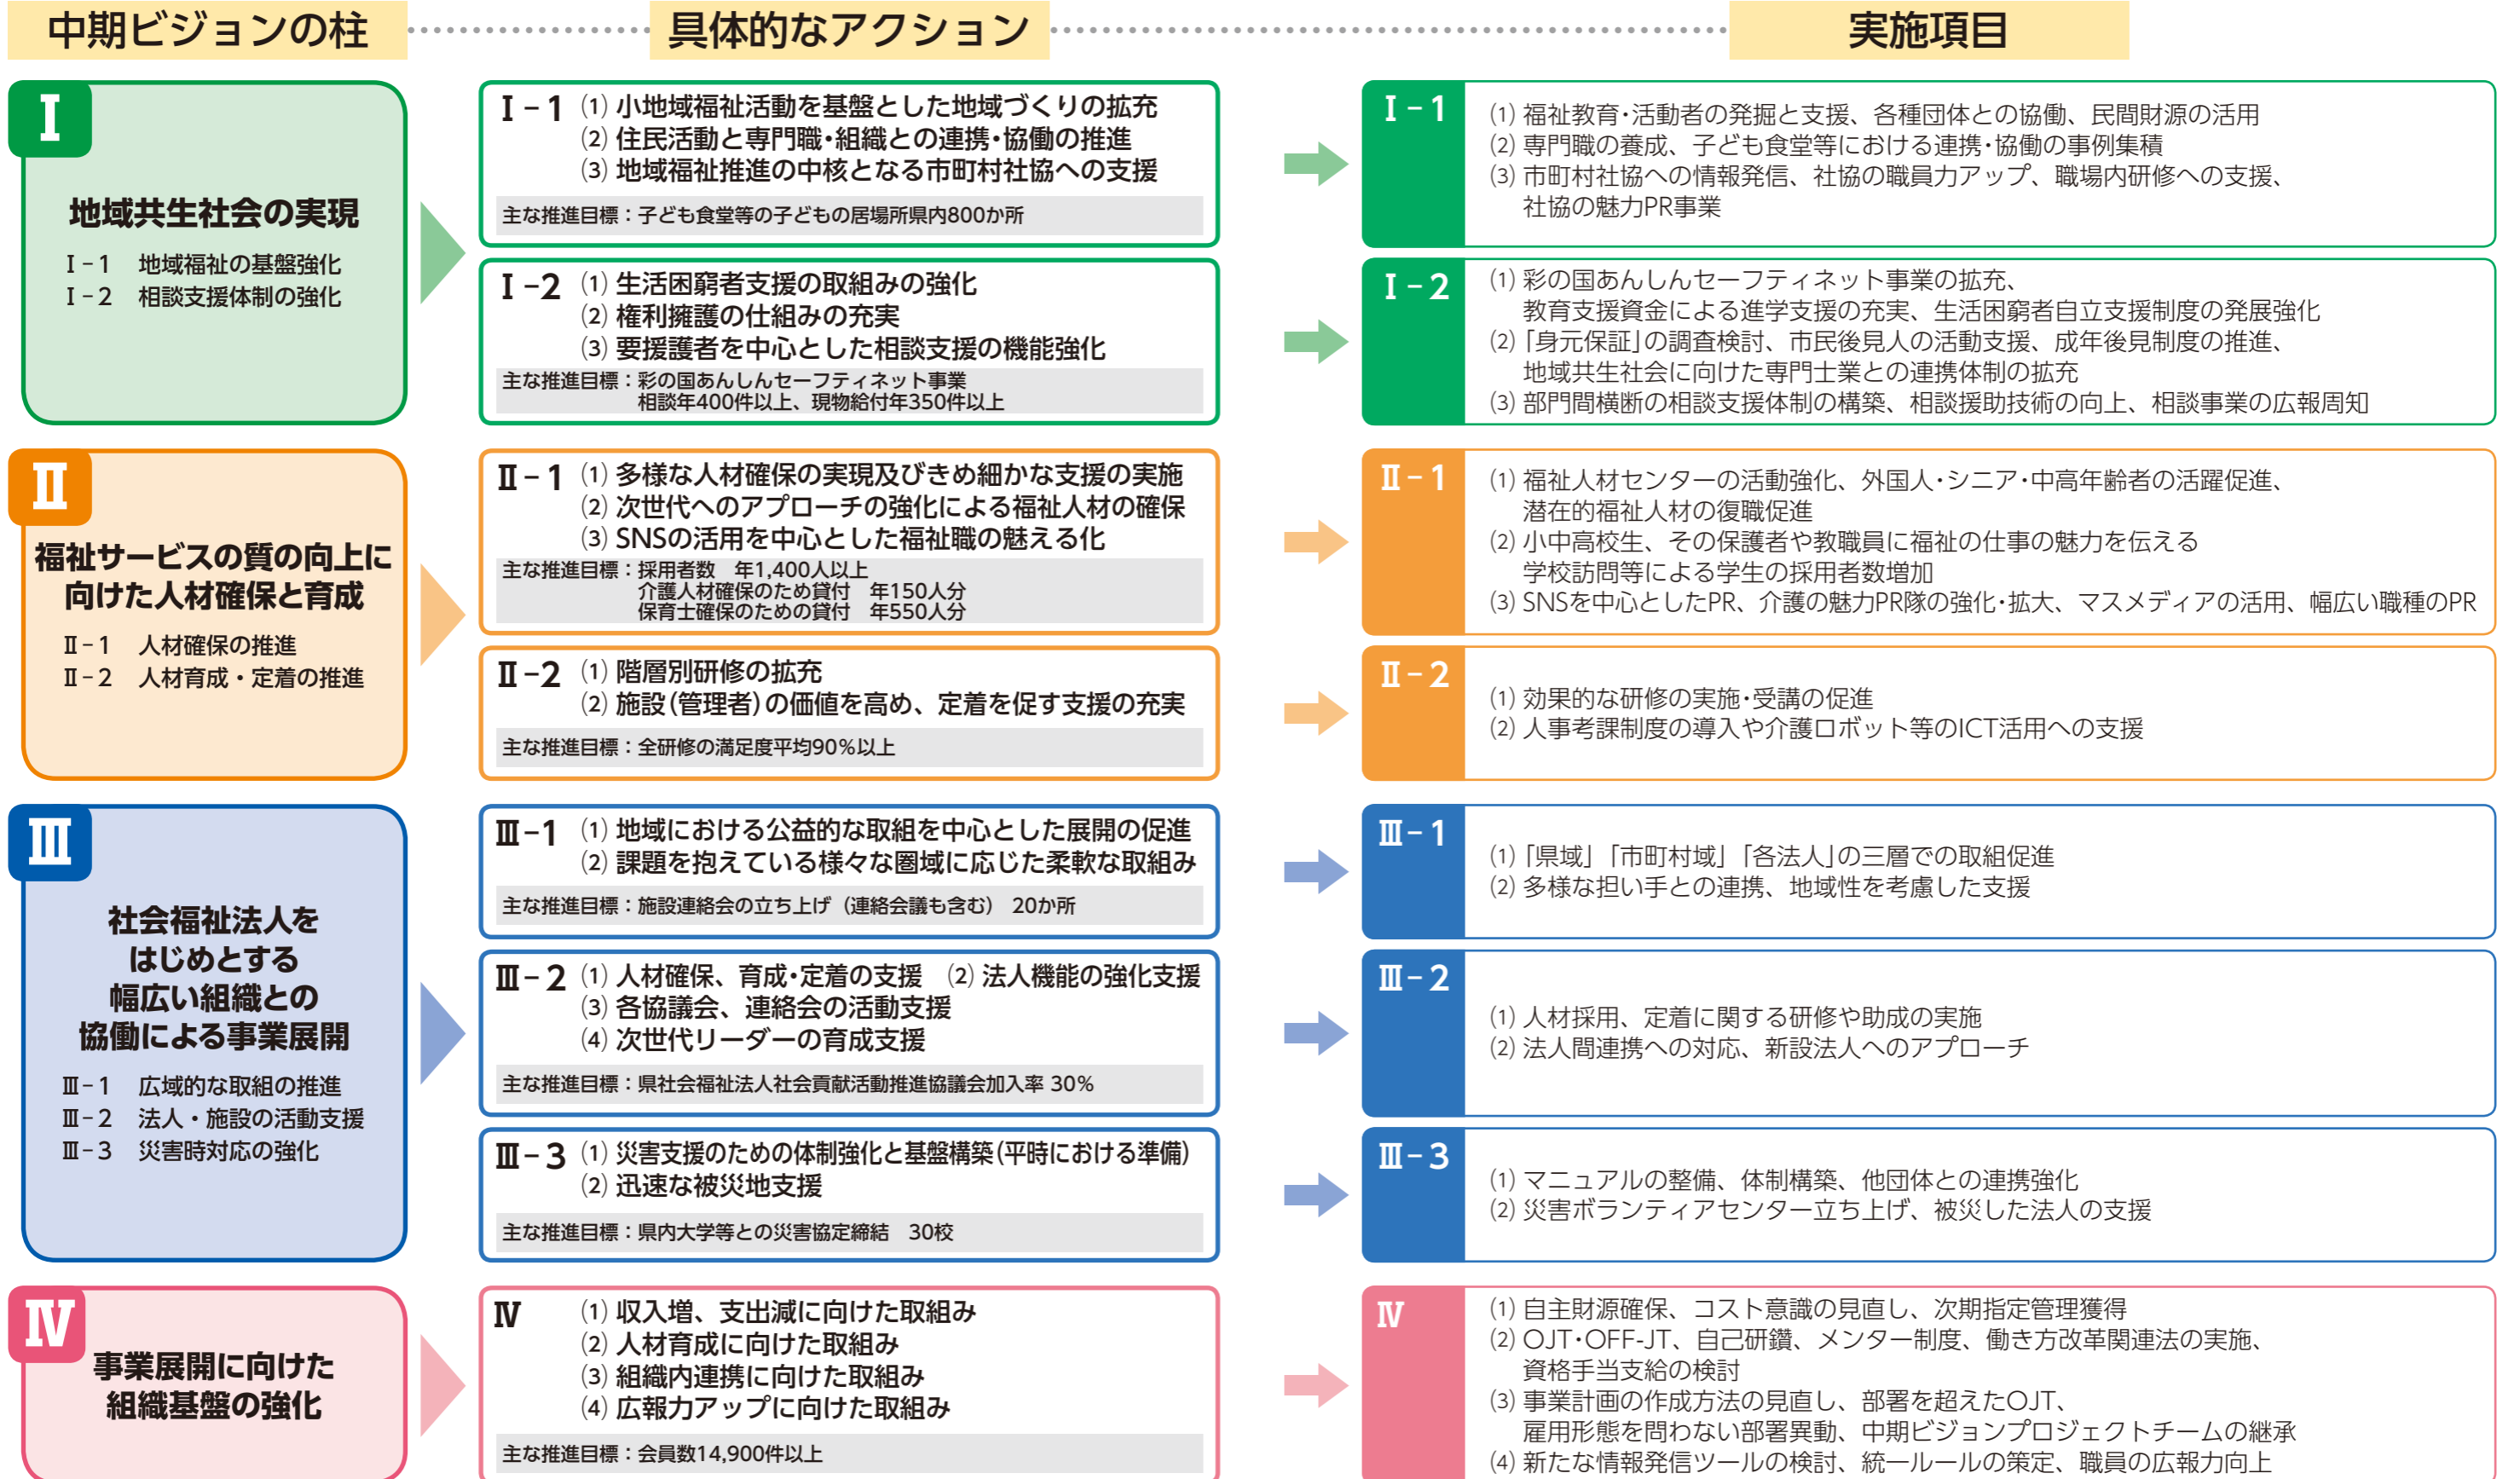 中期ビジョンの柱
具体的なアクション
実施項目
Ⅰ
地域共生社会の実現
Ⅰ-1 地域福祉の基盤強化
Ⅰ-2 相談支援体制の強化
Ⅰ-1 (1) 小地域福祉活動を基盤とした地域づくりの拡充
(2) 住民活動と専門職・組織との連携・協働の推進
(3) 地域福祉推進の中核となる市町村社協への支援
主な推進目標:子ども食堂等の子どもの居場所県内800か所
Ⅰ-1
(1) 福祉教育・活動者の発掘と支援、各種団体との協働、民間財源の活用
(2) 専門職の養成、子ども食堂等における連携・協働の事例集積
(3) 市町村社協への情報発信、社協の職員力アップ、職場内研修への支援、
社協の魅力PR事業
Ⅰ-2 (1) 生活困窮者支援の取組みの強化
(2) 権利擁護の仕組みの充実
(3) 要援護者を中心とした相談支援の機能強化
主な推進目標:彩の国あんしんセーフティネット事業
相談年400件以上、現物給付年350件以上
Ⅰ-2
(1) 彩の国あんしんセーフティネット事業の拡充、
教育支援資金による進学支援の充実、生活困窮者自立支援制度の発展強化
(2)「身元保証」の調査検討、市民後見人の活動支援、成年後見制度の推進、
地域共生社会に向けた専門士業との連携体制の拡充
(3) 部門間横断の相談支援体制の構築、相談援助技術の向上、相談事業の広報周知
Ⅱ
福祉サービスの質の向上に
向けた人材確保と育成
Ⅱ-1 人材確保の推進
Ⅱ-2 人材育成・定着の推進
Ⅱ-1 (1) 多様な人材確保の実現及びきめ細かな支援の実施
(2) 次世代へのアプローチの強化による福祉人材の確保
(3) SNSの活用を中心とした福祉職の魅える化
主な推進目標:採用者数 年1,400人以上
介護人材確保のため貸付 年150人分
保育士確保のための貸付 年550人分
Ⅱ-1
(1) 福祉人材センターの活動強化、外国人・シニア・中高年齢者の活躍促進、
潜在的福祉人材の復職促進
(2) 小中高校生、その保護者や教職員に福祉の仕事の魅力を伝える
学校訪問等による学生の採用者数増加
(3) SNSを中心としたPR、介護の魅力PR隊の強化・拡大、マスメディアの活用、幅広い職種のPR
Ⅱ-2 (1) 階層別研修の拡充
(2) 施設(管理者)の価値を高め、定着を促す支援の充実
主な推進目標:全研修の満足度平均90%以上
Ⅱ-2
(1) 効果的な研修の実施・受講の促進
(2) 人事考課制度の導入や介護ロボット等のICT活用への支援
Ⅲ
社会福祉法人を
はじめとする
幅広い組織との
協働による事業展開
Ⅲ-1 広域的な取組の推進
Ⅲ-2 法人・施設の活動支援
Ⅲ-3 災害時対応の強化
Ⅲ-1 (1) 地域における公益的な取組を中心とした展開の促進
(2) 課題を抱えている様々な圏域に応じた柔軟な取組み
主な推進目標:施設連絡会の立ち上げ(連絡会議も含む) 20か所
Ⅲ-1
(1)「県域」「市町村域」「各法人」の三層での取組促進
(2) 多様な担い手との連携、地域性を考慮した支援
Ⅲ-2 (1) 人材確保、育成・定着の支援 (2) 法人機能の強化支援
(3) 各協議会、連絡会の活動支援
(4) 次世代リーダーの育成支援
主な推進目標:県社会福祉法人社会貢献活動推進協議会加入率 30%
Ⅲ-2
(1) 人材採用、定着に関する研修や助成の実施
(2) 法人間連携への対応、新設法人へのアプローチ
Ⅲ-3 (1) 災害支援のための体制強化と基盤構築(平時における準備)
(2) 迅速な被災地支援
主な推進目標:県内大学等との災害協定締結 30校
Ⅲ-3
(1) マニュアルの整備、体制構築、他団体との連携強化
(2) 災害ボランティアセンター立ち上げ、被災した法人の支援
Ⅳ
事業展開に向けた
組織基盤の強化
Ⅳ (1) 収入増、支出減に向けた取組み
(2) 人材育成に向けた取組み
(3) 組織内連携に向けた取組み
(4) 広報力アップに向けた取組み
主な推進目標:会員数14,900件以上
Ⅳ
(1) 自主財源確保、コスト意識の見直し、次期指定管理獲得
(2) OJT・OFF-JT、自己研鑽、メンター制度、働き方改革関連法の実施、
資格手当支給の検討
(3) 事業計画の作成方法の見直し、部署を超えたOJT、
雇用形態を問わない部署異動、中期ビジョンプロジェクトチームの継承
(4) 新たな情報発信ツールの検討、統一ルールの策定、職員の広報力向上